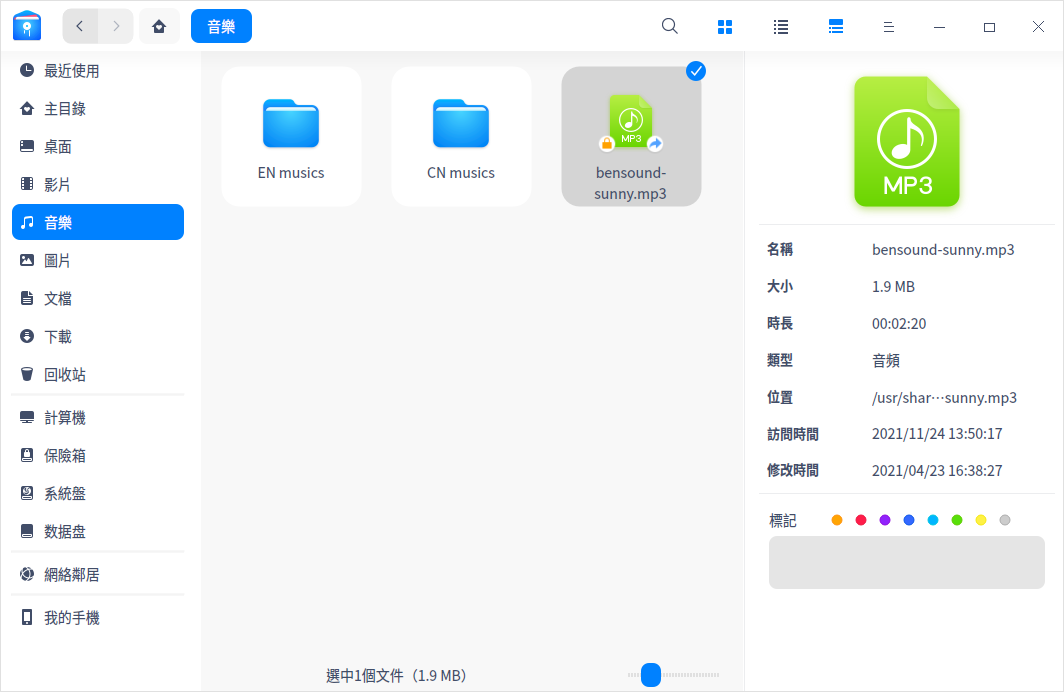 音樂
最近使用
主目錄
桌面
影片
音樂
圖片
文檔
下載
回收站
計算機
保險箱
系統盤
数据盘
網絡鄰居
我的手機
EN musics
CN musics
MP3
bensound-
sunny.mp3
選中1個文件（1.9 MB）
MP3
名稱 bensound-sunny.mp3
大小 1.9 MB
時長 00:02:20
類型 音頻
位置 /usr/shar⋯sunny.mp3
訪問時間 2021/11/24 13:50:17
修改時間 2021/04/23 16:38:27
標記